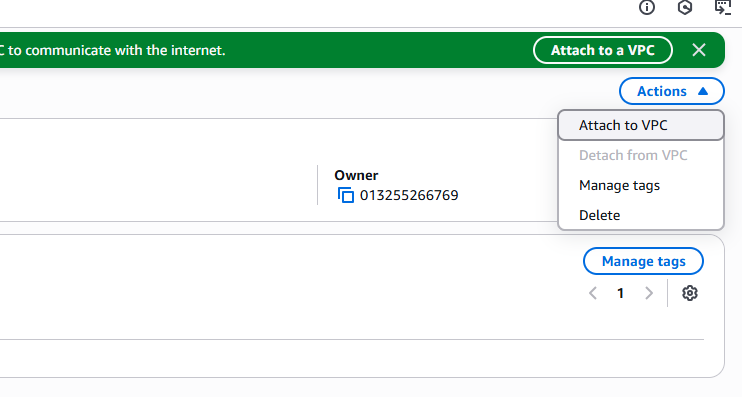 to communicate with the internet.
Attach to a VPC
Actions
Attach to VPC
Detach from VPC
Manage tags
Delete
Owner
013255266769
Manage tags
1